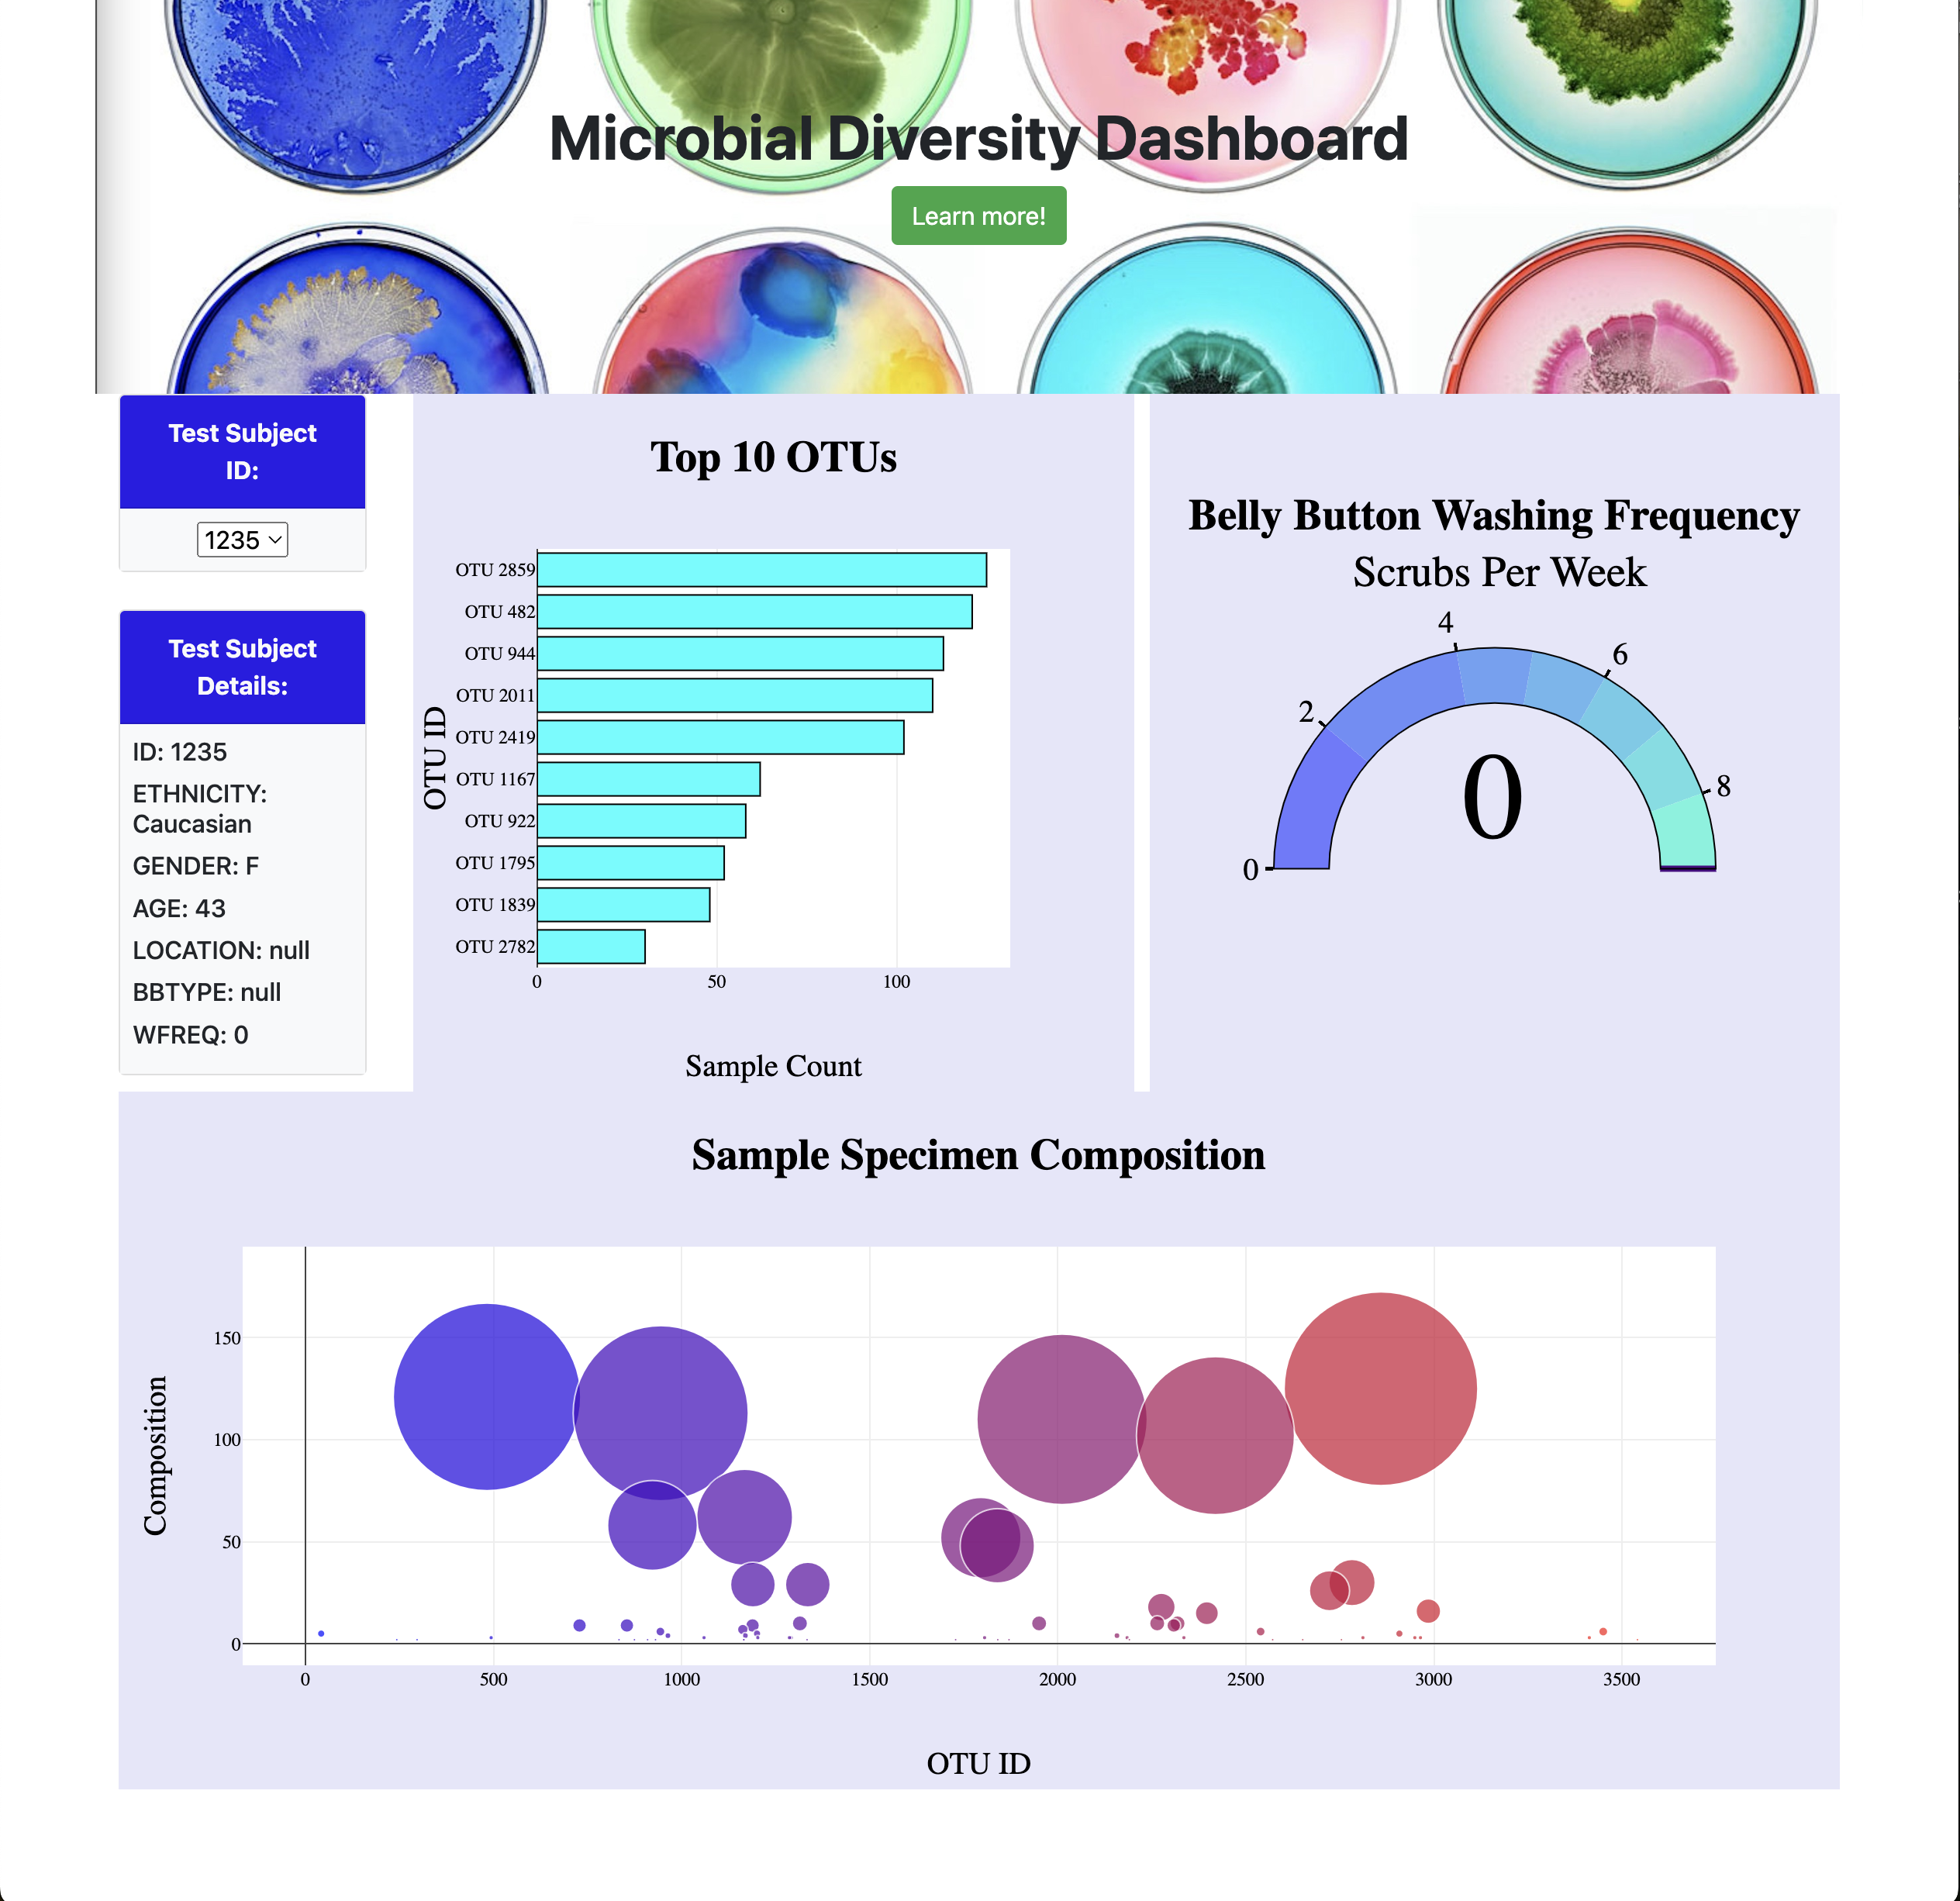 Microbial Diversity Dashboard
Learn more!
Test Subject
ID:
1235
Test Subject
Details:
ID: 1235
ETHNICITY:
Caucasian
GENDER: F
AGE: 43
LOCATION: null
BBTYPE: null
WFREQ: 0
Top 10 OTUs
OTU ID
OTU 2859
OTU 482
OTU 944
OTU 2011
OTU 2419
OTU 1167
OTU 922
OTU 1795
OTU 1839
OTU 2782
0 50 100
Sample Count
Belly Button Washing Frequency
Scrubs Per Week
0
2
4
6
8
0
Sample Specimen Composition
Composition
150
100
50
0
0 500 1000 1500 2000 2500 3000 3500
OTU ID